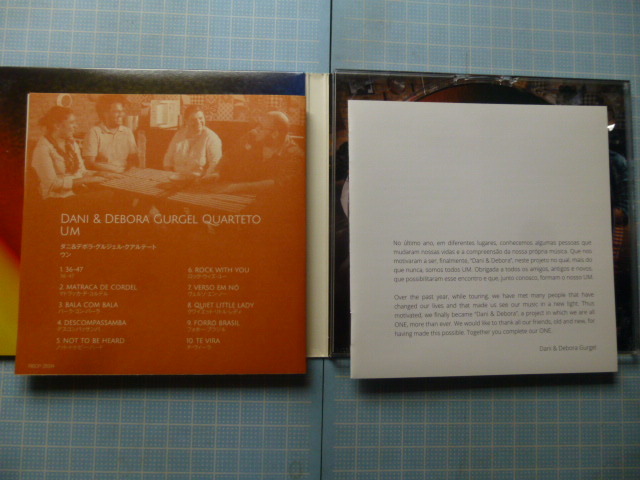 DANI & DEBORA GURGEL QUARTETO
UM
ダニ&デボラ・グルジェル・クアルテート
ウン
1 36-47
2 MATRACA DE CORDEL
3 BALA COM BALA
4 DESCOMPASSAMBA
5 NOT TO BE HEARD
6 ROCK WITH YOU
7 VERSO EM NÓ
8 QUIET LITTLE LADY
9 FORRÓ BRASIL
10 TE VIRA
No último ano, em diferentes lugares, conhecemos algumas pessoas que
mudaram nossas vidas e a compreensão da nossa própria música. Que nos
motivaram a ser, finalmente, "Dani & Debora", neste projeto no qual, mais do
que nunca, somos todos UM. Obrigada a todos os amigos, antigos e novos,
que possibilitaram esse encontro e que, junto conosco, formam o nosso UM.
Over the past year, while touring, we have met many people that have
changed our lives and that made us see our music in a new light. Thus
motivated, we finally became "Dani & Debora", a project in which we are all
ONE, more than ever. We would like to thank all our friends, old and new, for
having made this possible. Together you complete our ONE.
Dani & Debora Gurgel